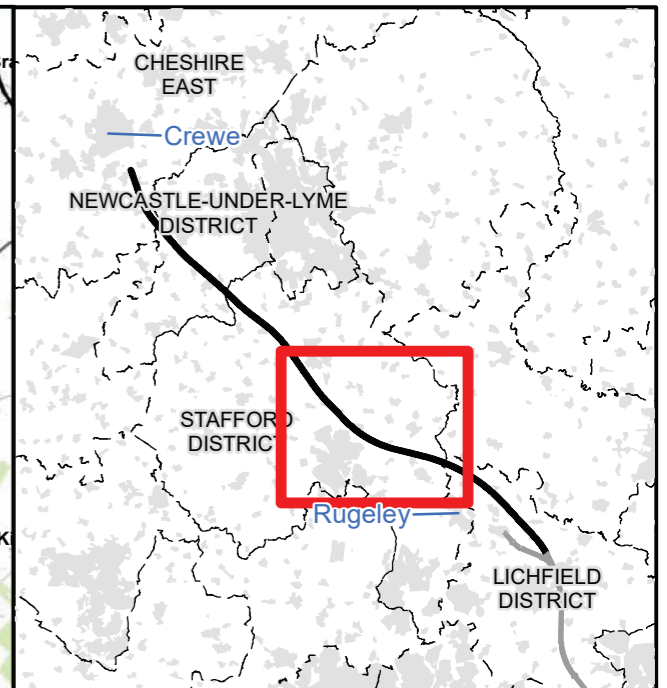 CHESHIRE
EAST
Crewe
NEWCASTLE-UNDER-LYME
DISTRICT
STAFFORD
DISTRICT
Rugeley
LICHFIELD
DISTRICT